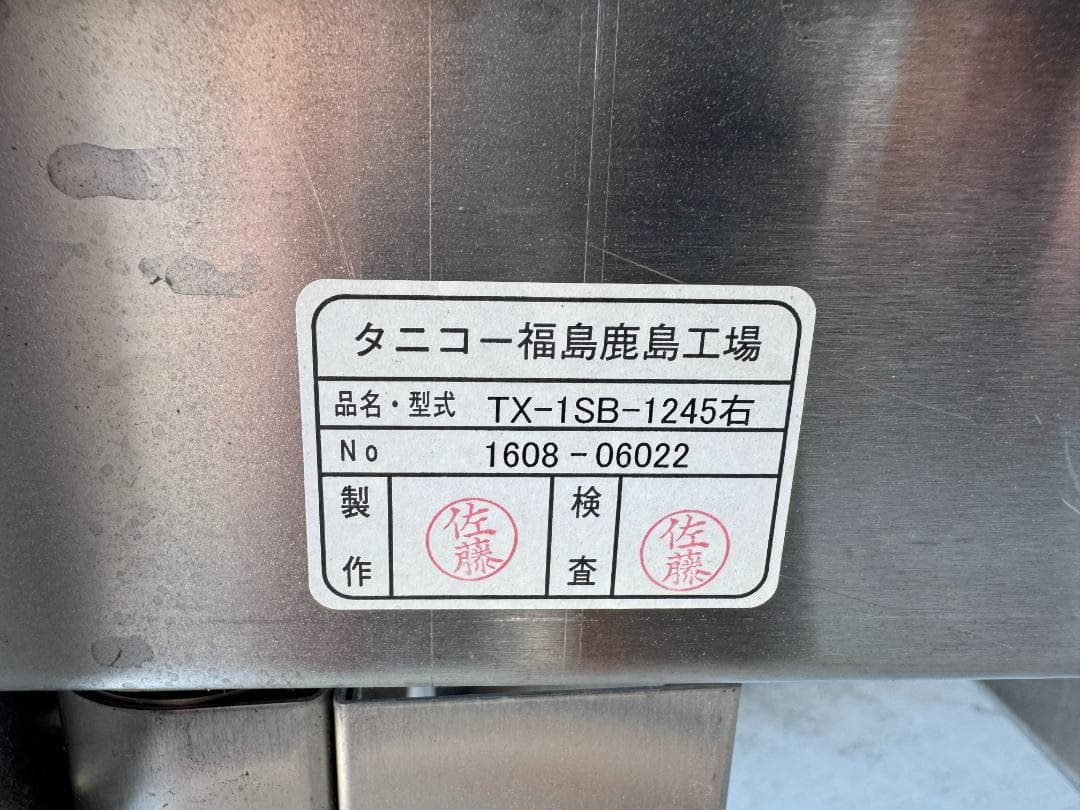 タニコー福島鹿島工場
品名・型式 TX-1SB-1245右
No 1608-06022
製作 佐藤 検査 佐藤